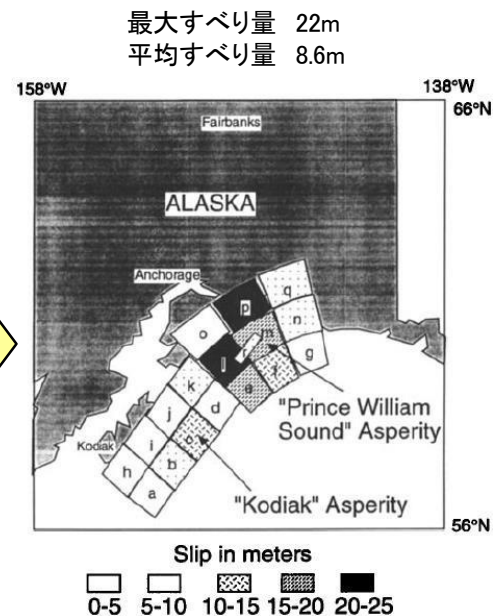 最大すべり量 22m
平均すべり量 8.6m
158°W
138°W
66°N
Fairbanks
ALASKA
Anchorage
q
p
n
o
m
r
g
l
f
e
k
d
j
c
Kodiak
i
b
h
a
"Prince William
Sound" Asperity
"Kodiak" Asperity
56°N
Slip in meters
0-5 5-10 10-15 15-20 20-25